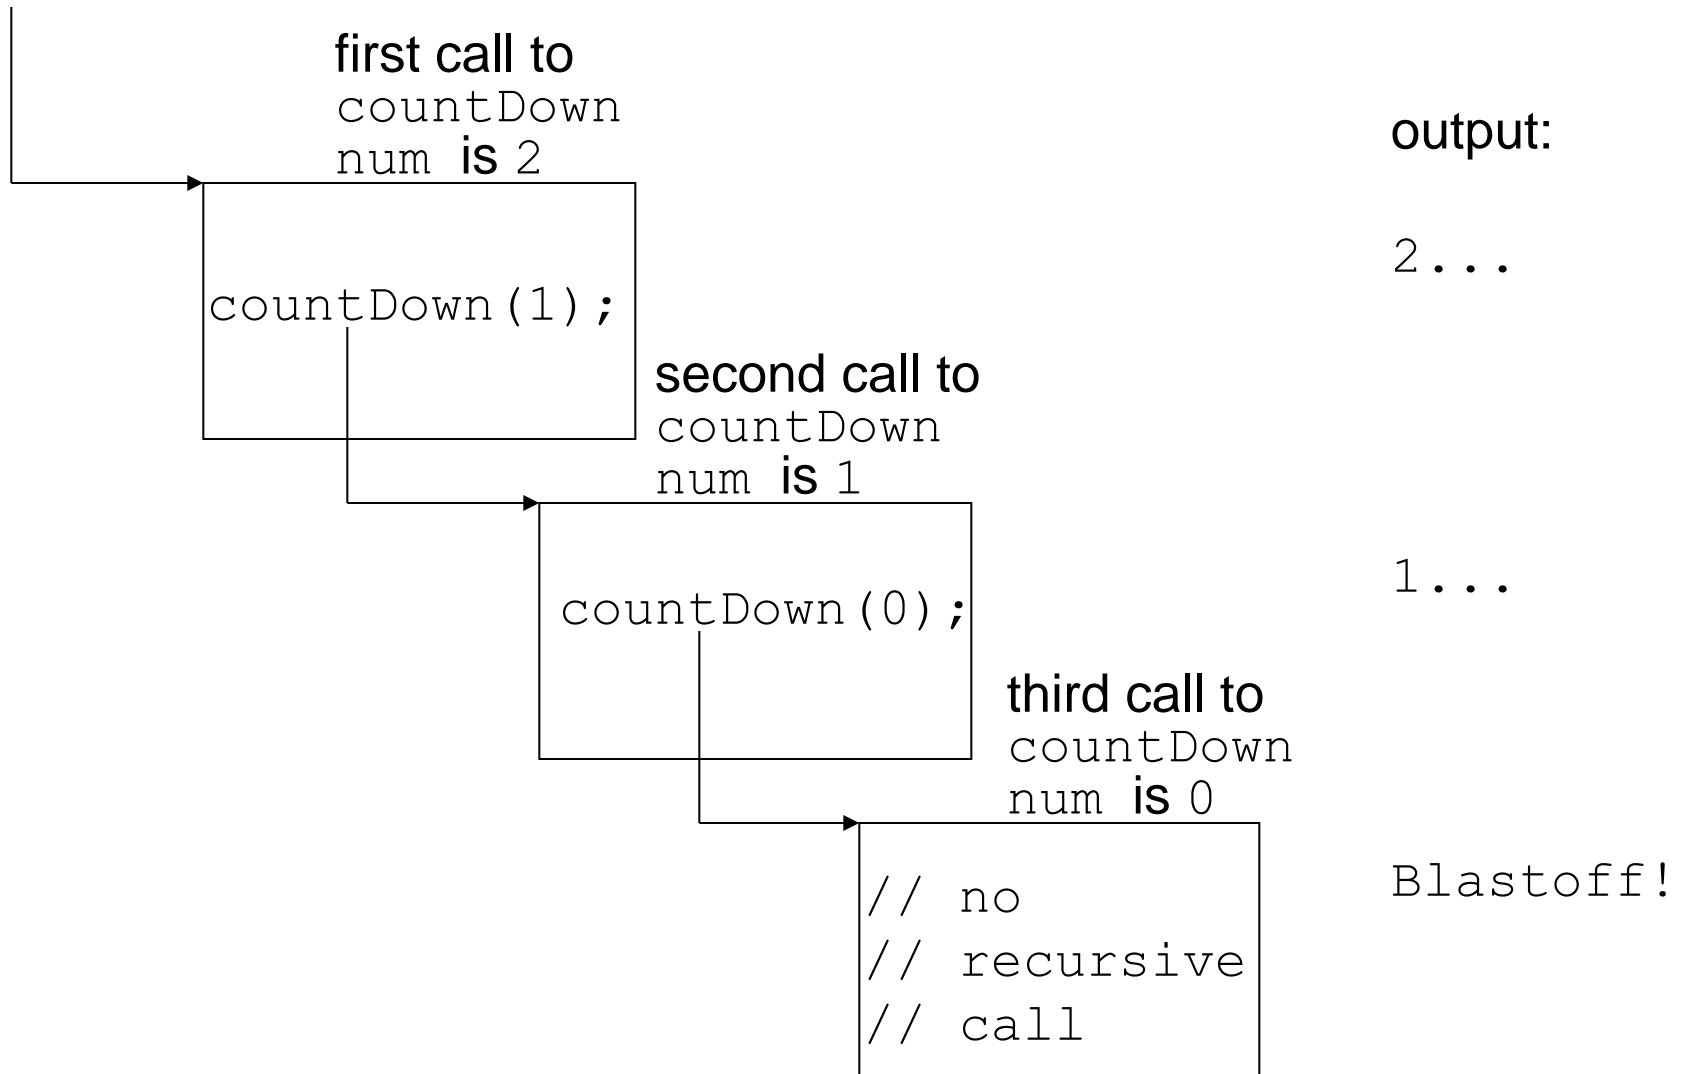 first call to
countDown
num is 2
output:
2...
countDown(1);
second call to
countDown
num is 1
1...
countDown(0);
third call to
countDown
num is 0
Blastoff!
// no
// recursive
// call